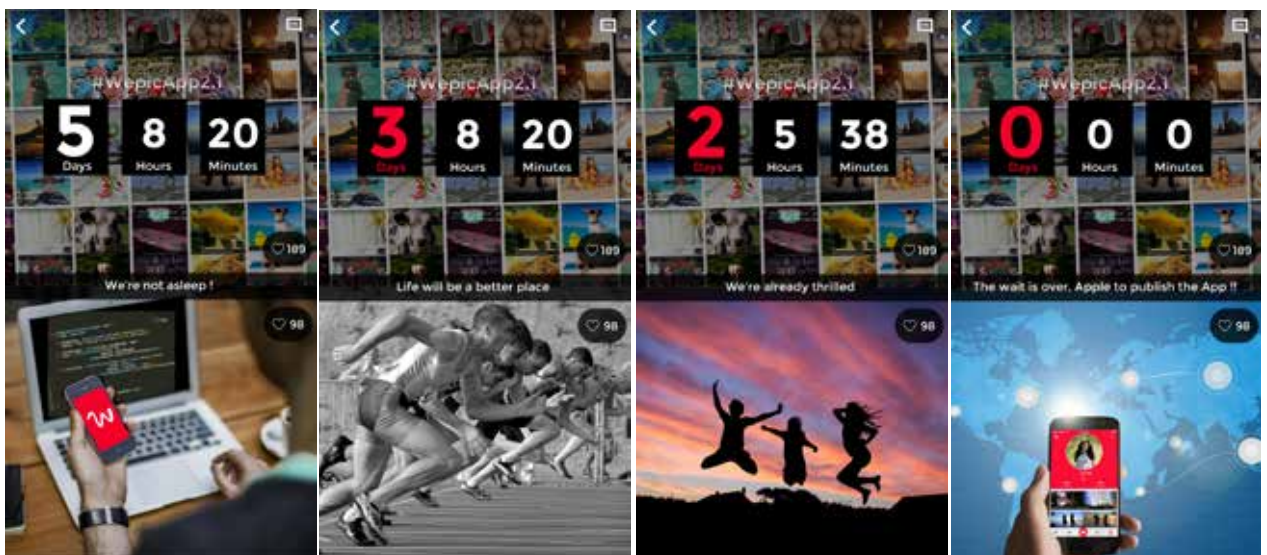 #WepicApp2.1
5 8 20
Days Hours Minutes
109
We're not asleep !
98
#WepicApp2.1
3 8 20
Days Hours Minutes
109
Life will be a better place
98
#WepicApp2.1
2 5 38
Days Hours Minutes
109
We're already thrilled
98
#WepicApp2.1
0 0 0
Days Hours Minutes
109
The wait is over, Apple to publish the App !!
98